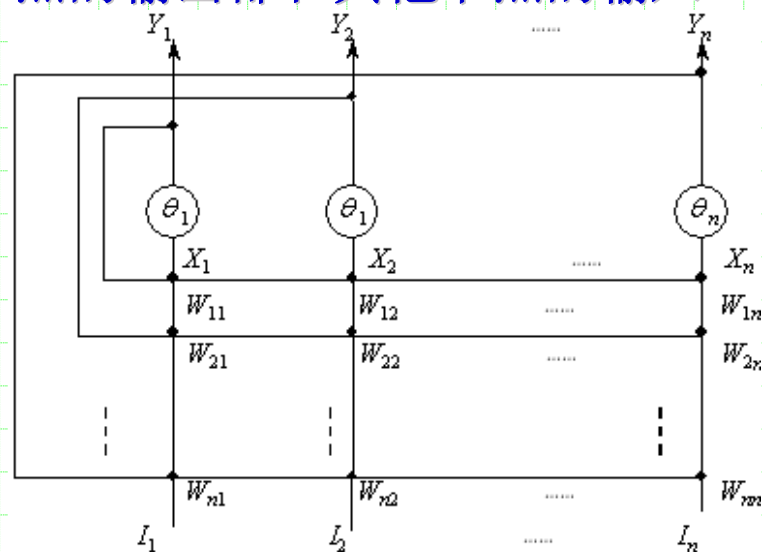 Y1 Y2 ...... Yn
θ1 θ1 θn
X1 X2 ...... Xn
W11 W12 ...... W1n
W21 W22 ...... W2n
Wn1 Wn2 ...... Wnn
I1 I2 ...... In